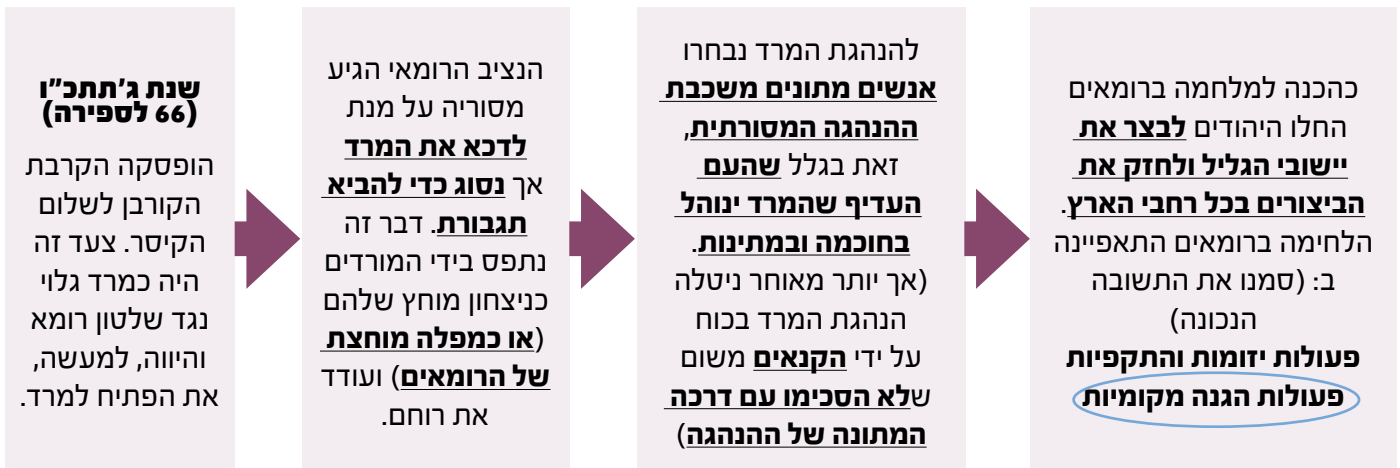 שנת ג'תתכ"ו
(66 לספירה)
הופסקה הקרבת
הקורבן לשלום
הקיסר. צעד זה
היה כמרד גלוי
נגד שלטון רומא
והיווה, למעשה,
את הפתיח למרד.
הנציב הרומאי הגיע
מסוריה על מנת
לדכא את המרד
אך נסוג כדי להביא
תגבורת. דבר זה
נתפס בידי המורדים
כניצחון מוחץ שלהם
(או כמפלה מוחצת
של הרומאים) ועודד
את רוחם.
להנהגת המרד נבחרו
אנשים מתונים משכבת
ההנהגה המסורתית,
זאת בגלל שהעם
העדיף שהמרד ינוהל
בחוכמה ובמתינות.
(אך יותר מאוחר ניטלה
הנהגת המרד בכוח
על ידי הקנאים משום
שלא הסכימו עם דרכה
המתונה של ההנהגה)
כהכנה למלחמה ברומאים
החלו היהודים לבצר את
יישובי הגליל ולחזק את
הביצורים בכל רחבי הארץ.
הלחימה ברומאים התאפיינה
ב: (סמנו את התשובה
הנכונה)
פעולות יזומות והתקפיות
פעולות הגנה מקומיות